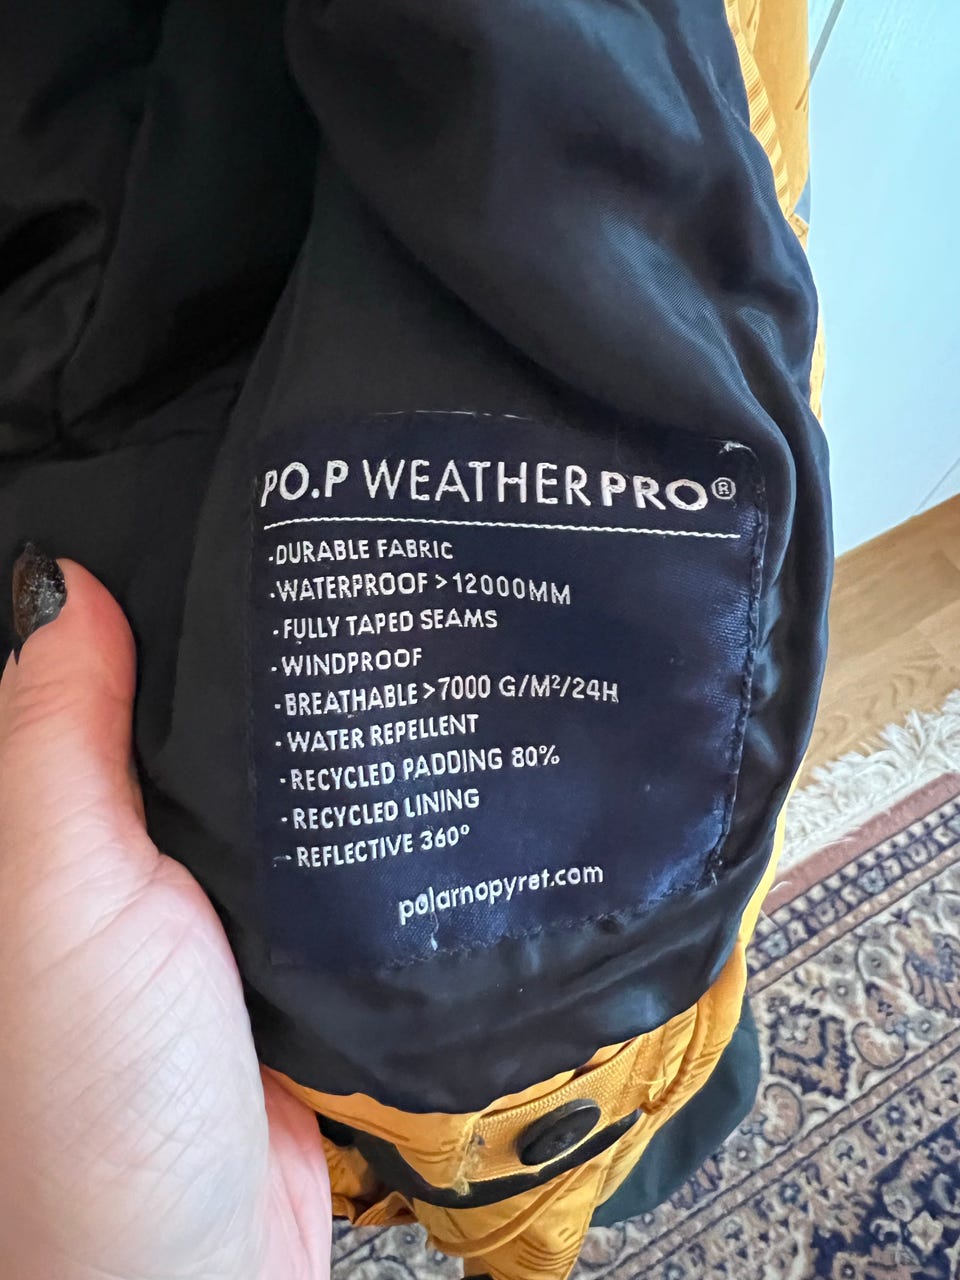 PO.P WEATHERPRO®
·DURABLE FABRIC
·WATERPROOF > 12000MM
·FULLY TAPED SEAMS
·WINDPROOF
·BREATHABLE >7000 G/M²/24H
·WATER REPELLENT
·RECYCLED PADDING 80%
·RECYCLED LINING
·REFLECTIVE 360°
polarnopyret.com